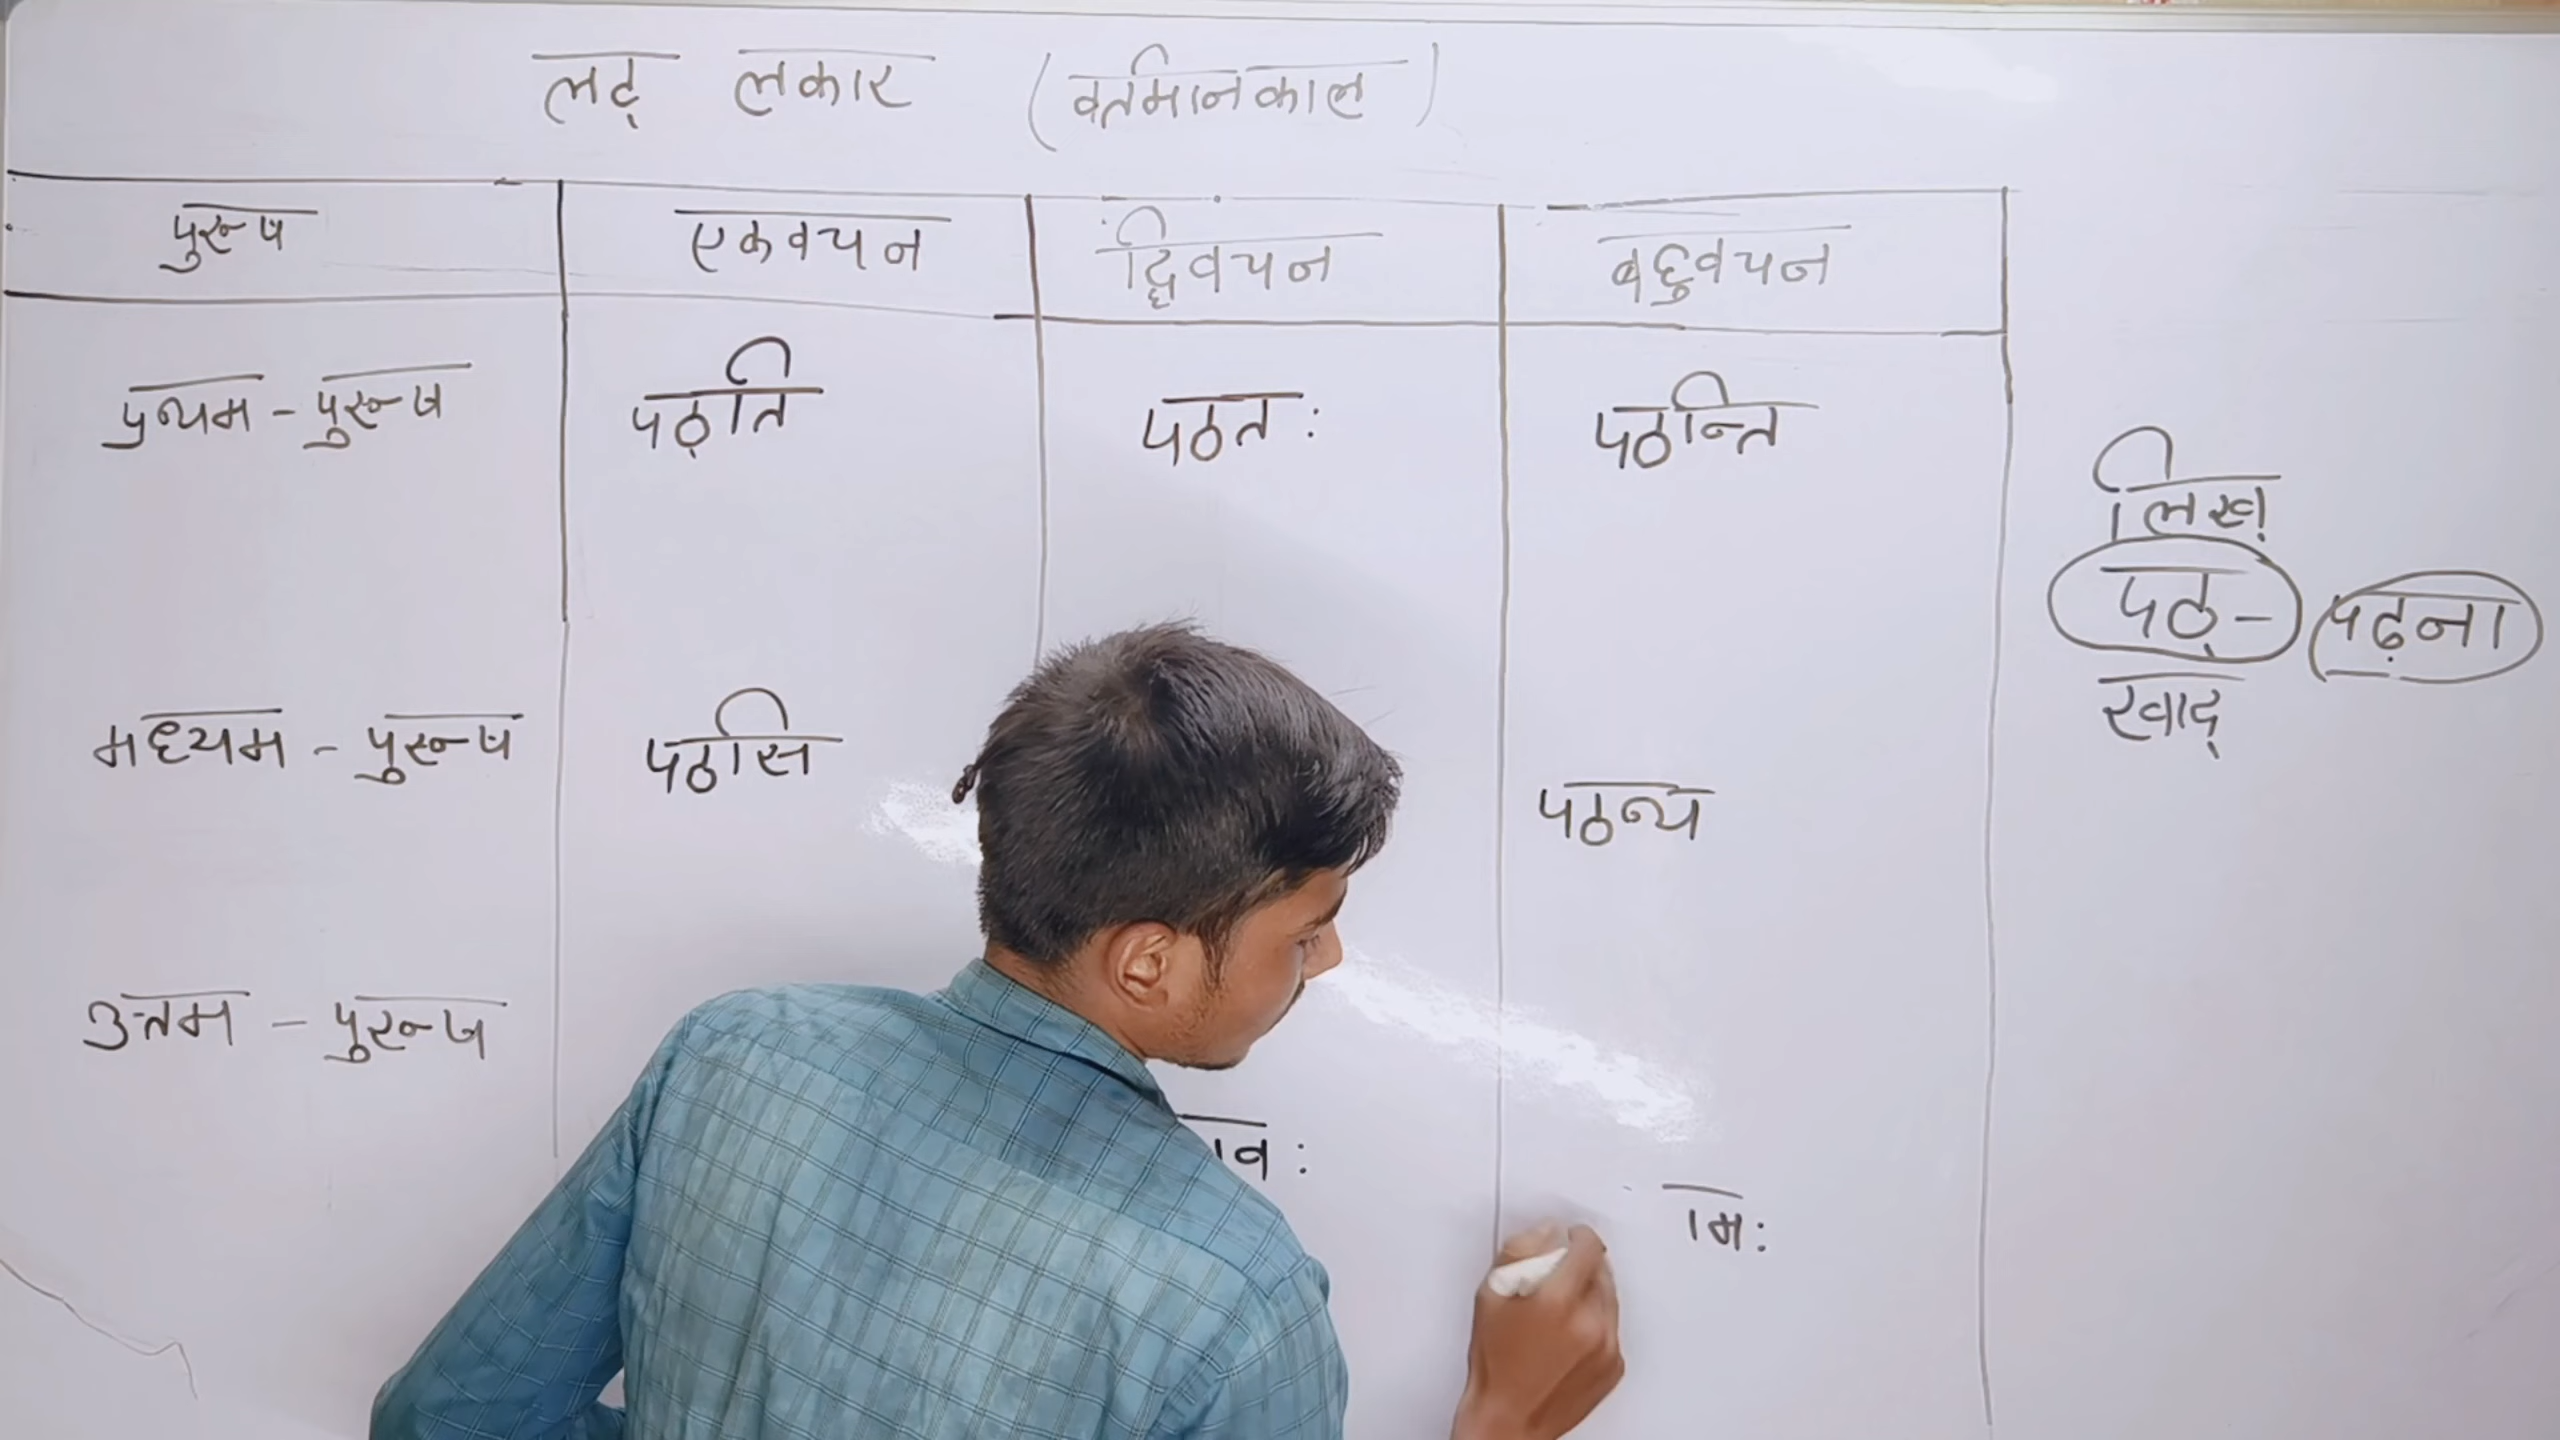 लट् लकार (वर्तमानकाल)
पुरूष एकवचन द्विवचन बहुवचन
प्रथम - पुरूष पठ्ति पठत: पठन्ति
लिख्
पठ् - (पढ़ना)
खाद्
मध्यम - पुरूष पठसि पठथ
उत्तम - पुरूष ाव: ाम: